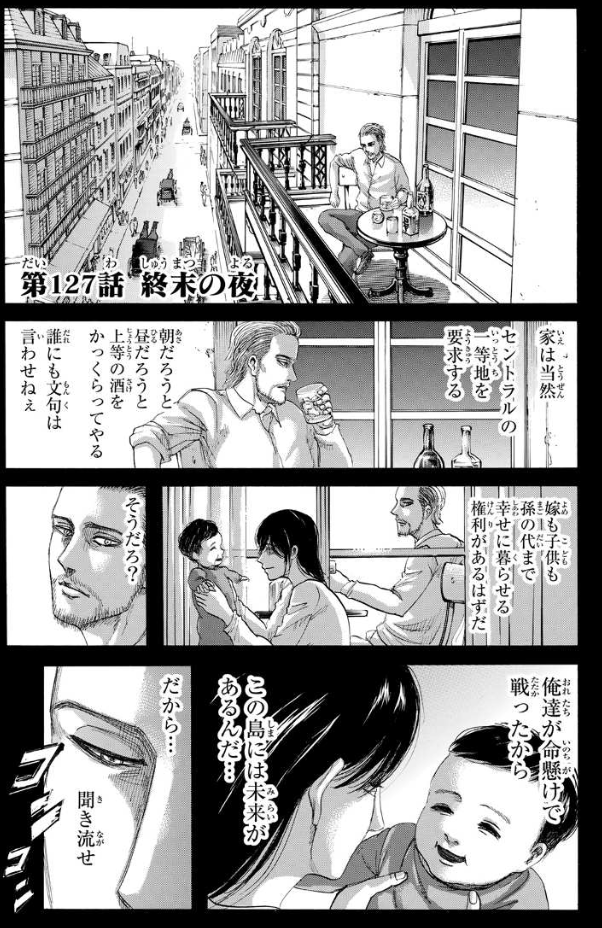 第127話 終末の夜
家は当然
セントラルの
一等地を
要求する
朝だろうと
昼だろうと
上等の酒を
かっくらってやる
誰にも文句は
言わせねぇ
嫁も子供も
孫の代まで
幸せに暮らせる
権利があるはずだ
そうだろ？
俺達が命懸けで
戦ったから
この島には未来が
あるんだ…
だから…
聞き流せ
コン
コン